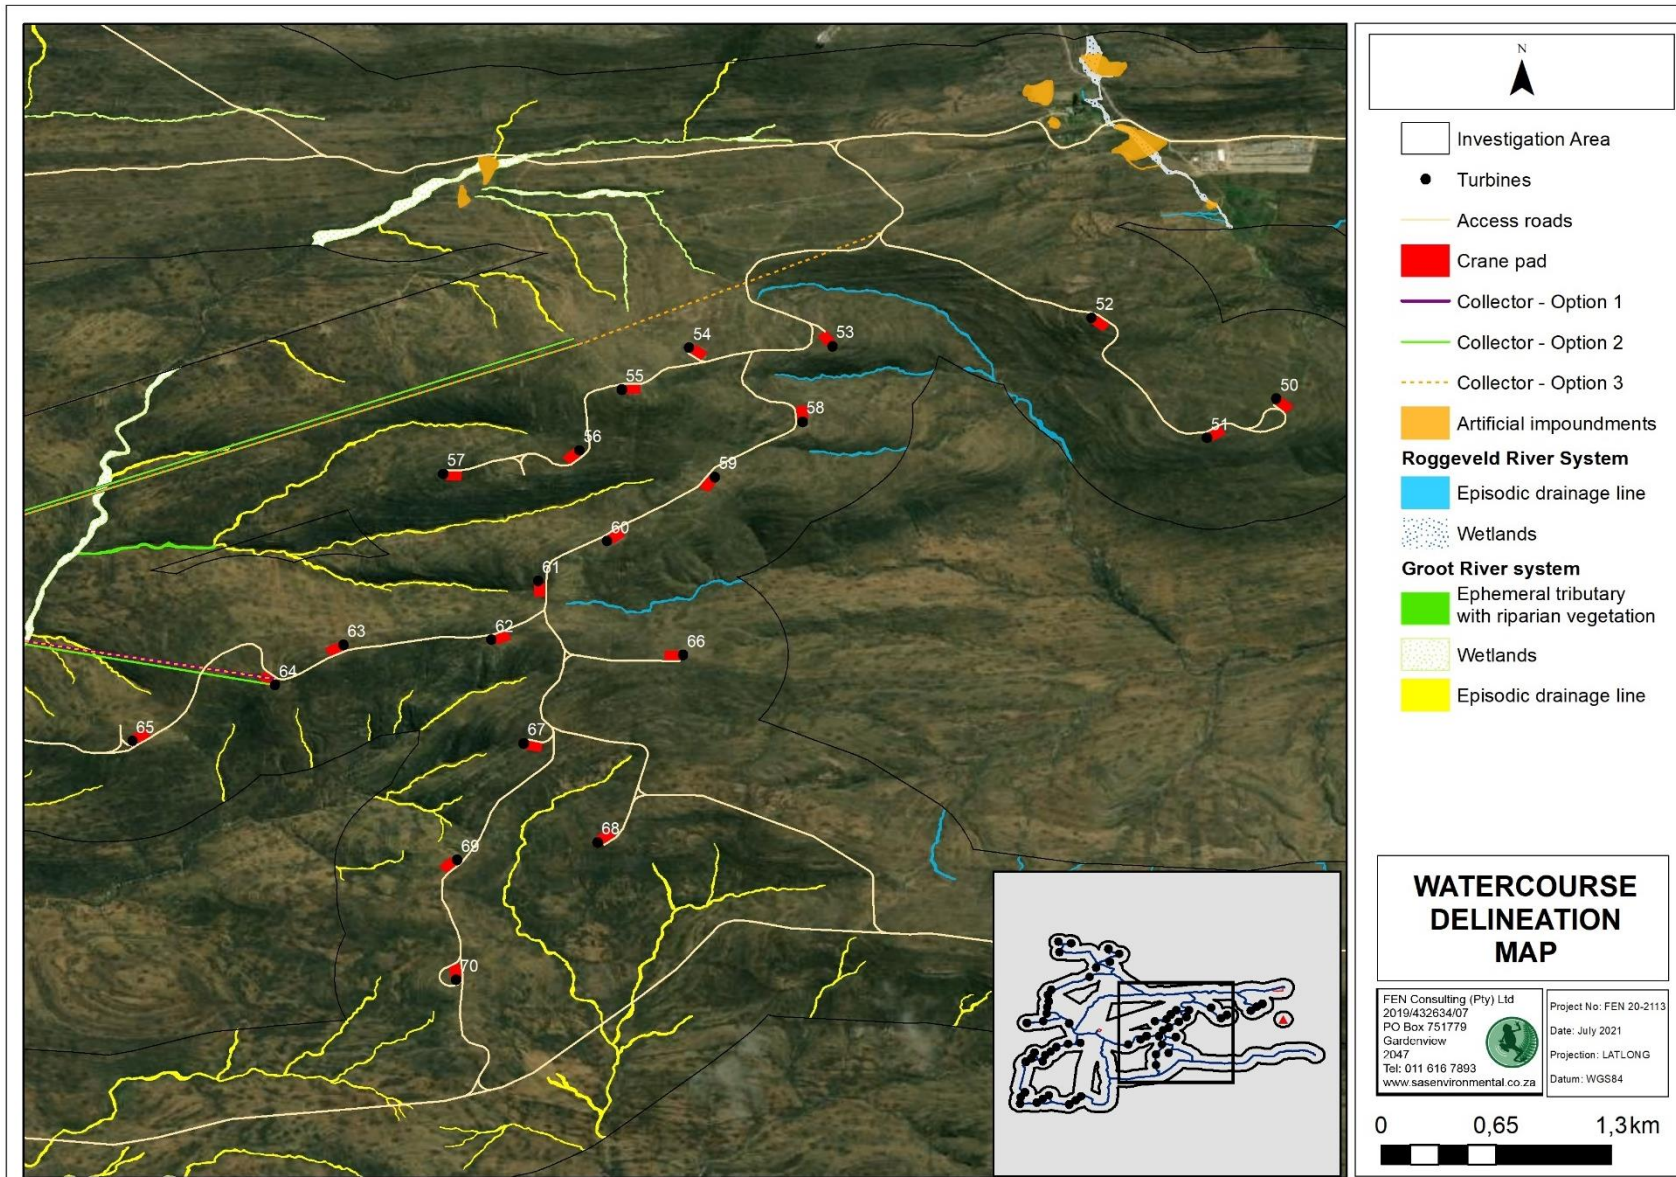 52
53
54
50
55
58
51
56
57
59
60
61
62
63
66
64
65
67
68
69
70
N
Investigation Area
Turbines
Access roads
Crane pad
Collector - Option 1
Collector - Option 2
Collector - Option 3
Artificial impoundments
Roggeveld River System
Episodic drainage line
Wetlands
Groot River system
Ephemeral tributary
with riparian vegetation
Wetlands
Episodic drainage line
WATERCOURSE
DELINEATION
MAP
FEN Consulting (Pty) Ltd
2019/432634/07
PO Box 751779
Gardenview
2047
Tel: 011 616 7893
www.sasenvironmental.co.za
Project No: FEN 20-2113
Date: July 2021
Projection: LATLONG
Datum: WGS84
0 0,65 1,3km